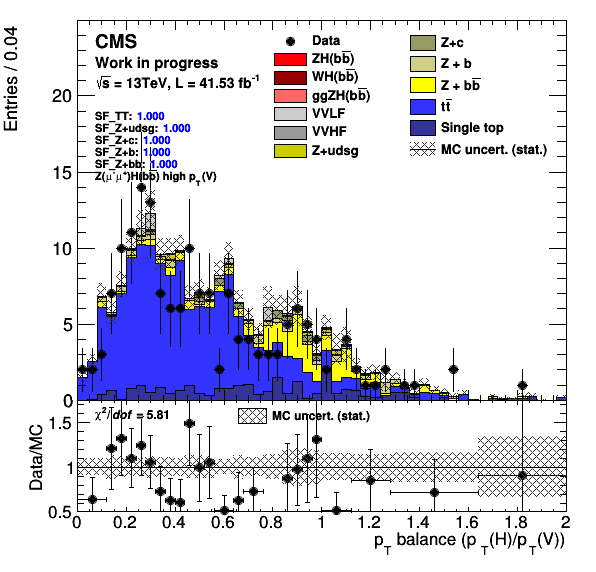 CMS
Work in progress
√s = 13TeV, L = 41.53 fb⁻¹
SF_TT: 1.000
SF_Z+udsg: 1.000
SF_Z+c: 1.000
SF_Z+b: 1.000
SF_Z+bb: 1.000
Z(μ⁻μ⁺)H(bb̅) high p_T(V)
Data
ZH(bb̅)
WH(bb̅)
ggZH(bb̅)
VVLF
VVHF
Z+udsg
Z+c
Z + b
Z + bb̅
tt̅
Single top
MC uncert. (stat.)
Entries / 0.04
20
15
10
5
0
χ²/dof = 5.81
MC uncert. (stat.)
Data/MC
1.5
1
0.5
0 0.2 0.4 0.6 0.8 1 1.2 1.4 1.6 1.8 2
p_T balance (p_T(H)/p_T(V))